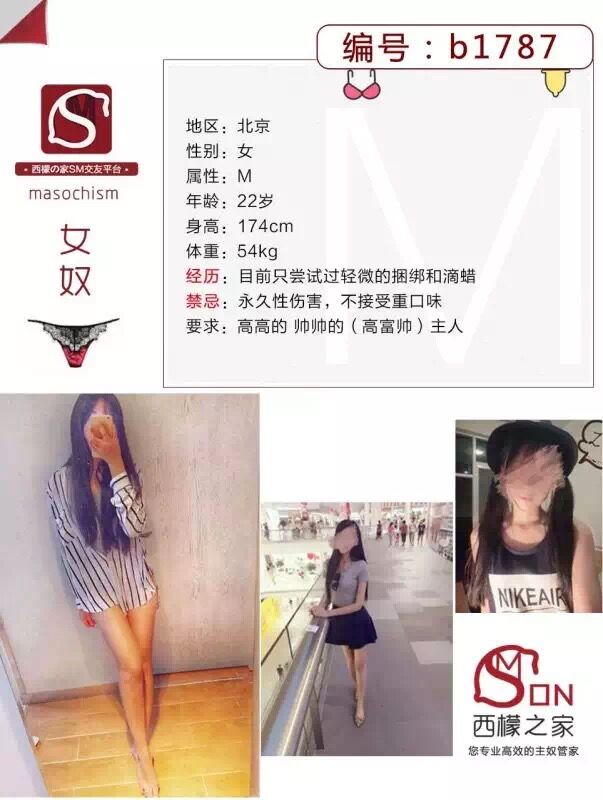 编号：b1787
SM
西檬の家SM交友平台
masochism
女奴
地区：北京
性别：女
属性：M
年龄：22岁
身高：174cm
体重：54kg
经历：目前只尝试过轻微的捆绑和滴蜡
禁忌：永久性伤害，不接受重口味
要求：高高的 帅帅的（高富帅）主人
M
NIKEAIR
SMON
西檬之家
您专业高效的主奴管家